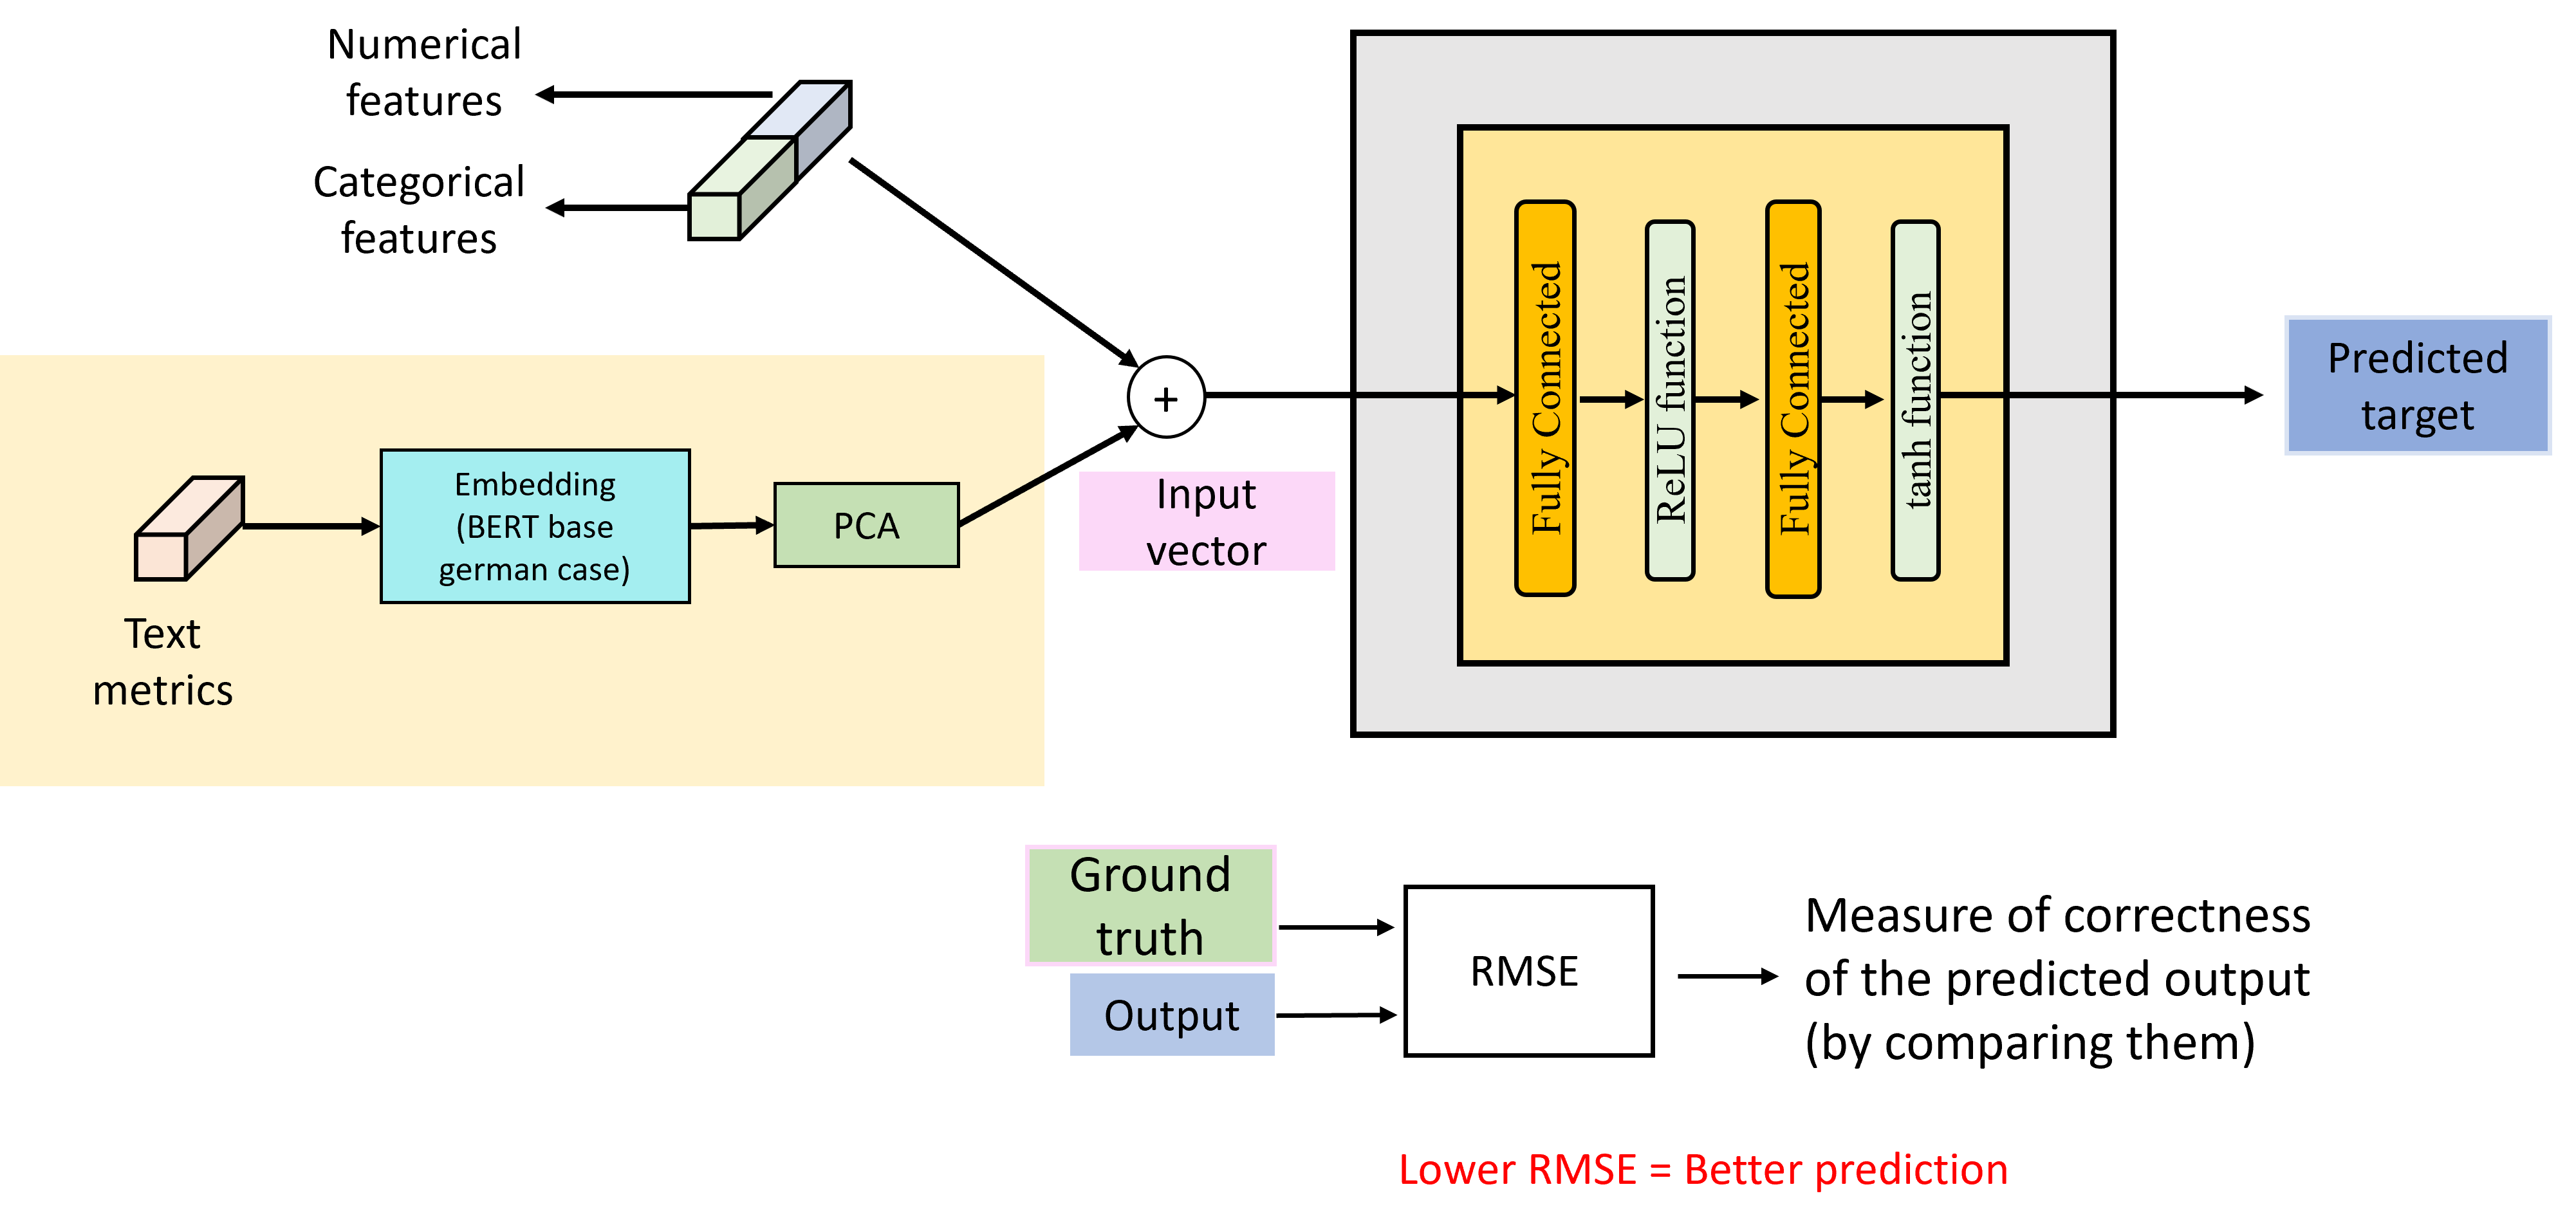 Numerical
features
Categorical
features
Text
metrics
Embedding
(BERT base
german case)
PCA
+
Input
vector
Fully Connected
ReLU function
Fully Connected
tanh function
Predicted
target
Ground
truth
Output
RMSE
Measure of correctness
of the predicted output
(by comparing them)
Lower RMSE = Better prediction